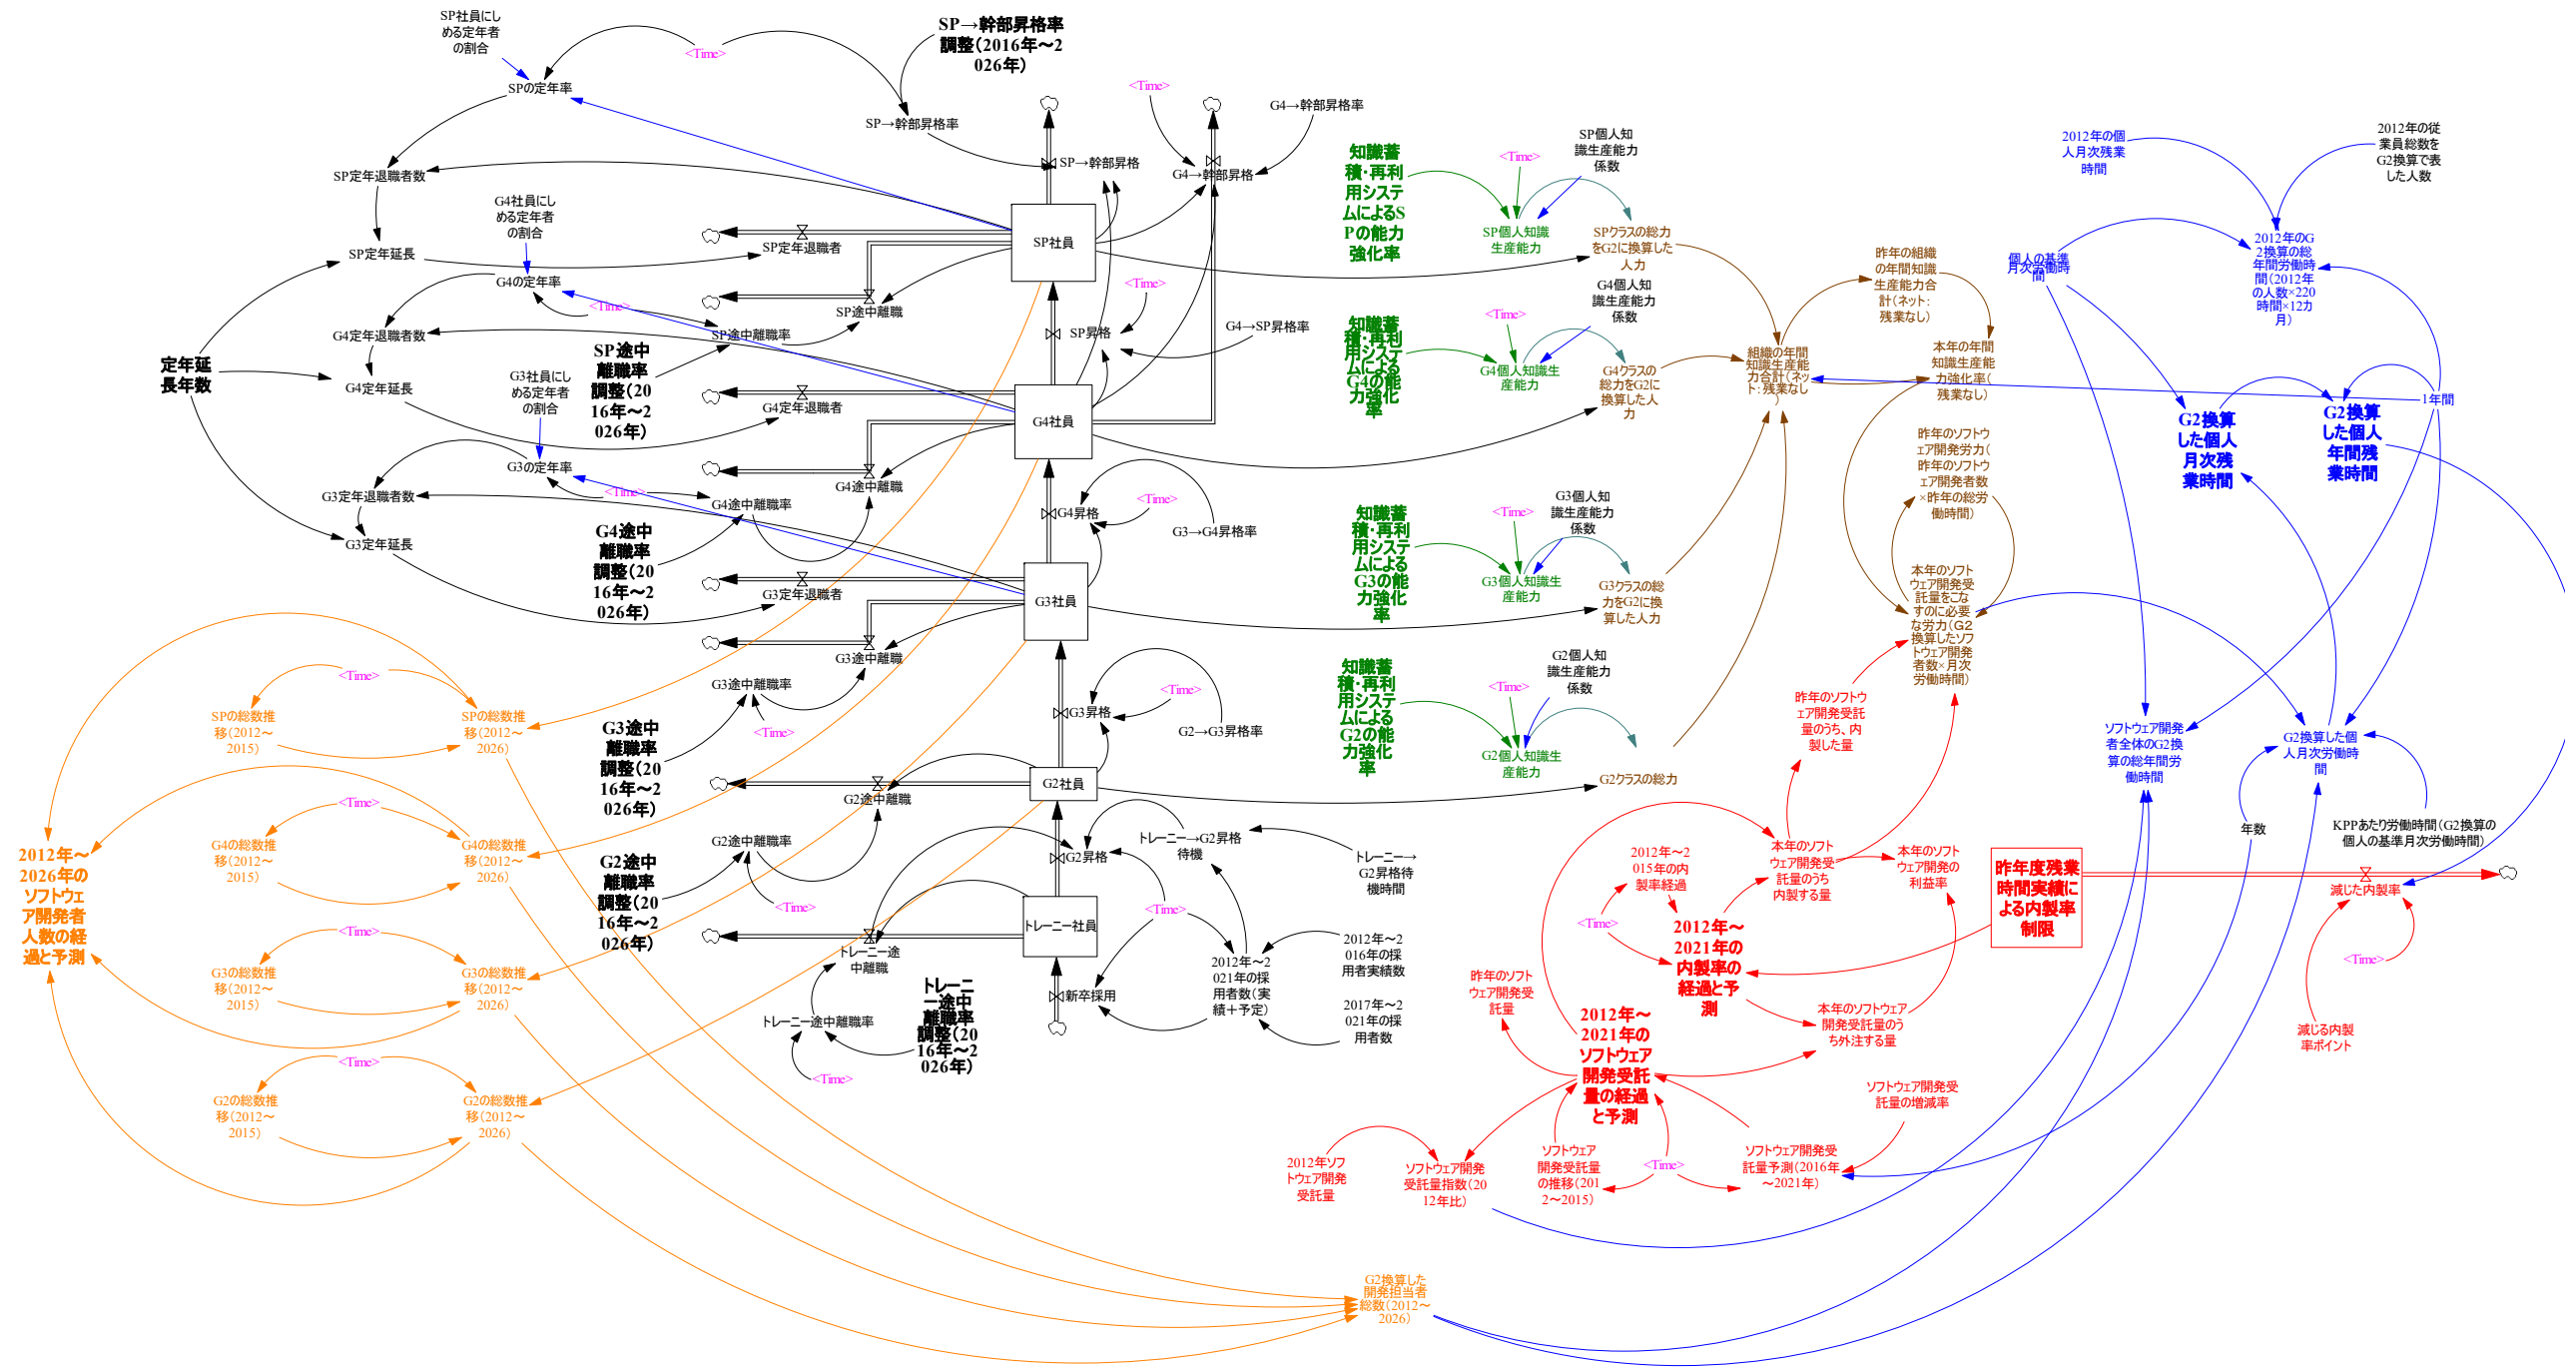 SP社員にし
める定年者
の割合
<Time>
SP→幹部昇格率
調整(2016年～2
026年)
SPの定年率
SP→幹部昇格率
<Time>
G4→幹部昇格率
SP→幹部昇格
G4→幹部昇格
SP定年退職者数
G4社員にし
める定年者
の割合
SP社員
SP定年退職者
SP定年延長
G4の定年率
<Time>
SP途中離職
SP途中離職率
<Time>
SP昇格
G4→SP昇格率
G4定年退職者数
SP途中
離職率
調整(20
16年～2
026年)
定年延
長年数
G4定年延長
G3社員にし
める定年者
の割合
G4定年退職者
G4社員
G3の定年率
<Time>
G4途中離職
G3定年退職者数
G4途中離職率
G4昇格
<Time>
G3→G4昇格率
G3定年延長
G4途中
離職率
調整(20
16年～2
026年)
G3定年退職者
G3社員
G3途中離職
G3途中離職率
<Time>
G3昇格
<Time>
G2→G3昇格率
G3途中
離職率
調整(20
16年～2
026年)
G2社員
G2途中離職
G2途中離職率
G2途中
離職率
調整(20
16年～2
026年)
<Time>
G2昇格
トレーニー→G2昇格
待機
トレーニー→
G2昇格待
機時間
<Time>
トレーニー社員
トレーニー途
中離職
トレーニー途中離職率
トレーニ
ー途中
離職率
調整(20
16年～2
026年)
<Time>
新卒採用
2012年～2
021年の採
用者数(実
績+予定)
2012年～2
016年の採
用者実績数
2017年～2
021年の採
用者数
知識蓄
積・再利
用システ
ムによるS
Pの能力
強化率
<Time>
SP個人知
識生産能力
係数
SP個人知識
生産能力
SPクラスの総力
をG2に換算した
人力
知識蓄
積・再利
用システ
ムによる
G4の能
力強化
率
<Time>
G4個人知
識生産能力
係数
G4個人知識生
産能力
G4クラスの
総力をG2に
換算した人
力
知識蓄
積・再利
用システ
ムによる
G3の能
力強化
率
<Time>
G3個人知
識生産能力
係数
G3個人知識生
産能力
G3クラスの総
力をG2に換
算した人力
知識蓄
積・再利
用システ
ムによる
G2の能
力強化
率
<Time>
G2個人知
識生産能力
係数
G2個人知識生
産能力
G2クラスの総力
昨年の組織
の年間知識
生産能力合
計(ネット:
残業なし)
組織の年間
知識生産能
力合計(ネッ
ト:残業なし
)
本年の年間
知識生産能
力強化率(
残業なし)
昨年のソフトウ
ェア開発労力(
昨年のソフトウ
ェア開発者数
×昨年の総労
働時間)
本年のソフト
ウェア開発受
託量をこな
すのに必要
な労力(G2
換算したソフ
トウェア開発
者数×月次
労働時間)
2012年の個
人月次残業
時間
2012年の従
業員総数を
G2換算で表
した人数
個人の基準
月次労働時
間
2012年のG
2換算の総
年間労働時
間(2012年
の人数×220
時間×12カ
月)
1年間
G2換算
した個人
月次残
業時間
G2換算
した個人
年間残
業時間
ソフトウェア開発
者全体のG2換
算の総年間労
働時間
G2換算した個
人月次労働時
間
年数
KPPあたり労働時間(G2換算の
個人の基準月次労働時間)
昨年のソフトウ
ェア開発受託
量のうち、内
製した量
本年のソフト
ウェア開発受
託量のうち
内製する量
本年のソフト
ウェア開発の
利益率
2012年～2
015年の内
製率経過
<Time>
2012年～
2021年の
内製率の
経過と予
測
昨年度残業
時間実績に
よる内製率
制限
減じた内製率
<Time>
減じる内製
率ポイント
昨年のソフト
ウェア開発受
託量
2012年～
2021年の
ソフトウェア
開発受託
量の経過
と予測
本年のソフトウェア
開発受託量のう
ち外注する量
ソフトウェア開発受
託量の増減率
2012年ソフ
トウェア開発
受託量
ソフトウェア開発
受託量指数(20
12年比)
ソフトウェア
開発受託量
の推移(201
2～2015)
<Time>
ソフトウェア開発受
託量予測(2016年
～2021年)
<Time>
SPの総数推
移(2012～
2015)
SPの総数推
移(2012～
2026)
<Time>
G4の総数推
移(2012～
2015)
G4の総数推
移(2012～
2026)
2012年～
2026年の
ソフトウェ
ア開発者
人数の経
過と予測
<Time>
G3の総数推
移(2012～
2015)
G3の総数推
移(2012～
2026)
<Time>
G2の総数推
移(2012～
2015)
G2の総数推
移(2012～
2026)
G2換算した
開発担当者
総数(2012～
2026)